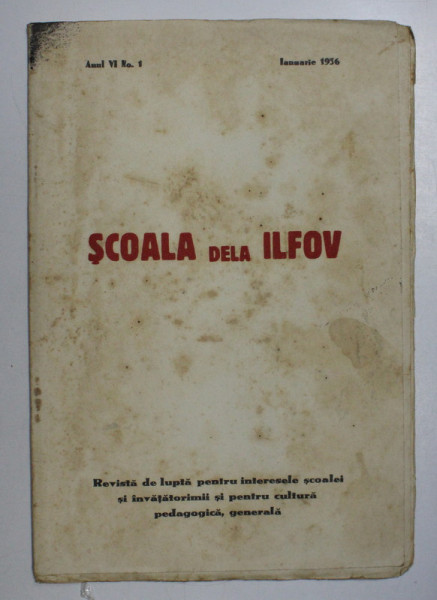 Anul VI No. 1
Ianuarie 1936
ŞCOALA DELA ILFOV
Revistă de luptă pentru interesele şcoalei
şi învăţătorimii şi pentru cultură
pedagogică, generală